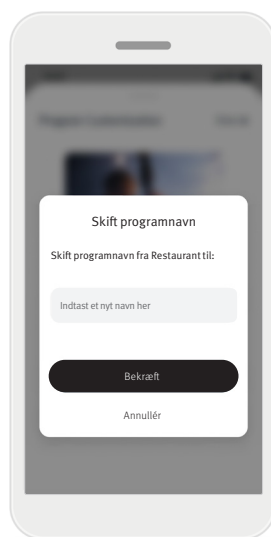 Skift programnavn
Skift programnavn fra Restaurant til:
Indtast et nyt navn her
Bekræft
Annullér